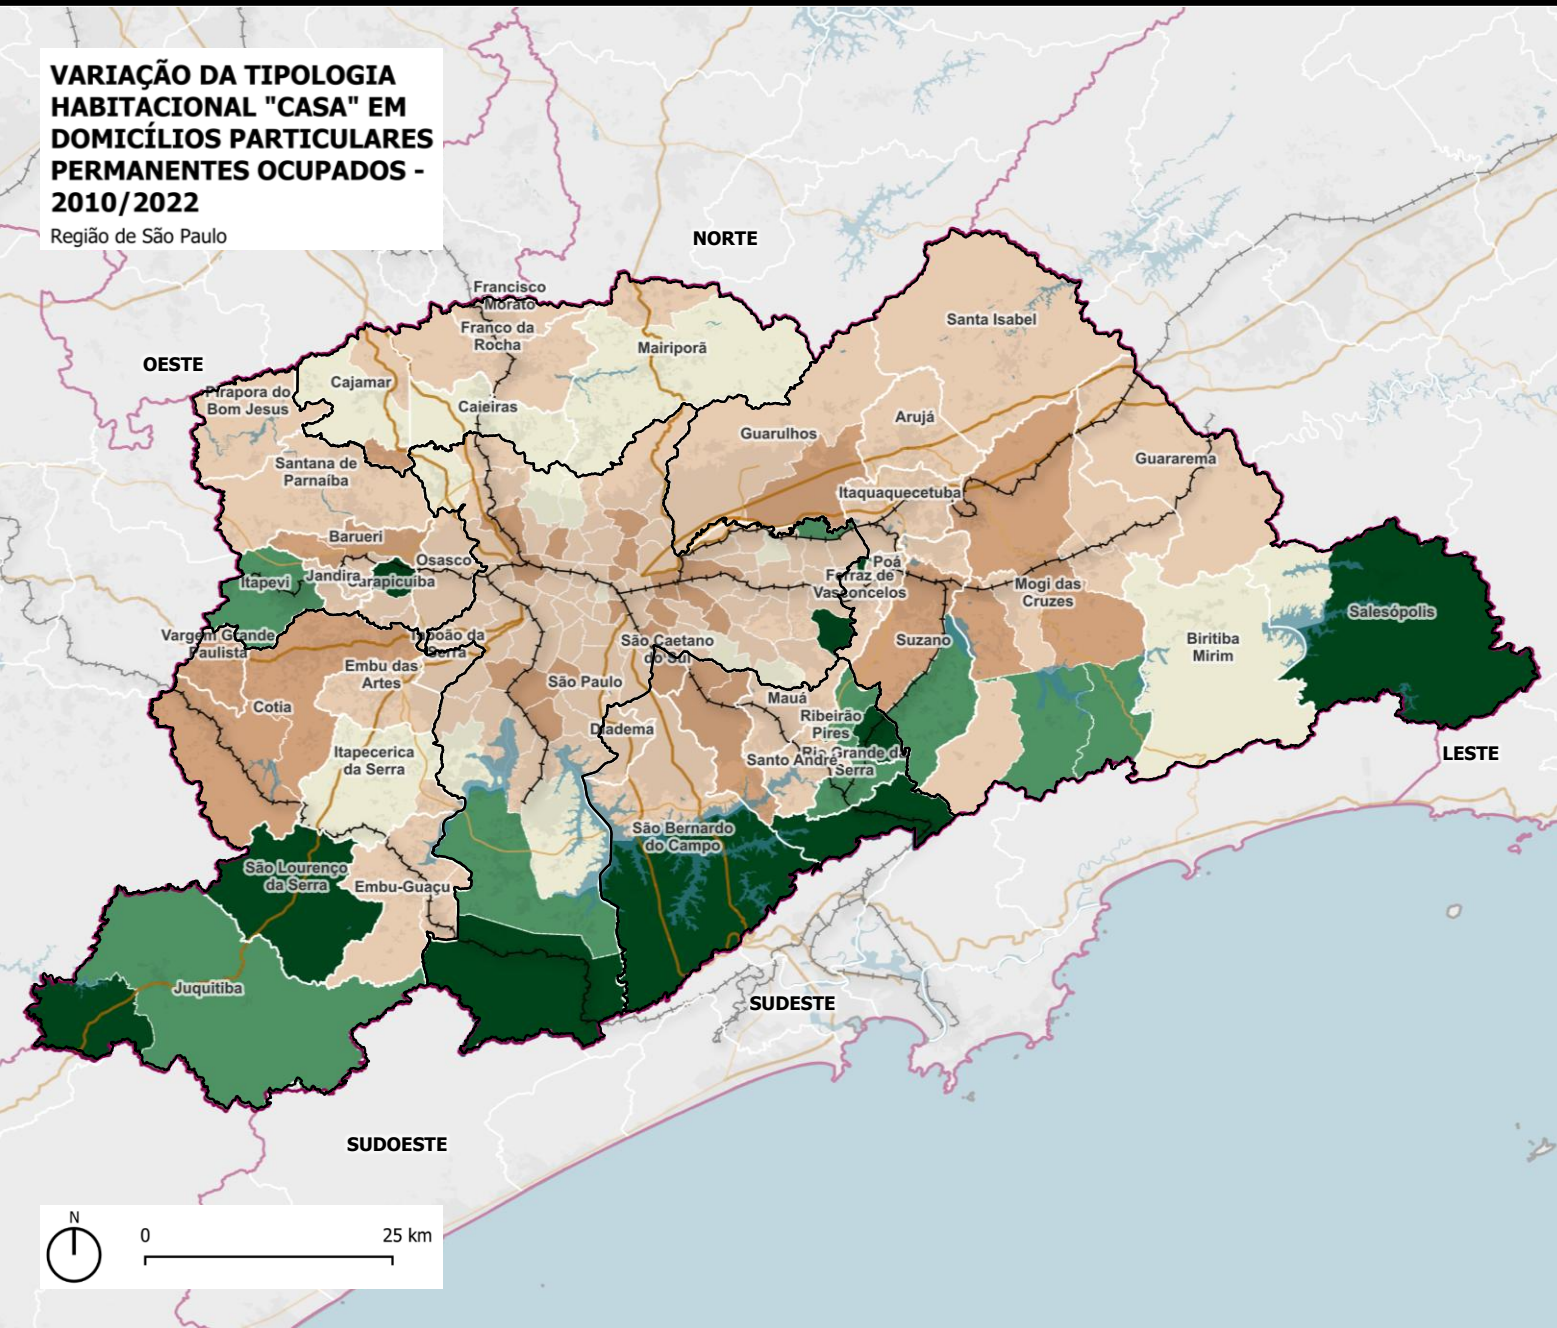 VARIAÇÃO DA TIPOLOGIA
HABITACIONAL "CASA" EM
DOMICÍLIOS PARTICULARES
PERMANENTES OCUPADOS -
2010/2022
Região de São Paulo
NORTE
Francisco
Morato
Franco da
Rocha
Santa Isabel
Mairiporã
OESTE
Cajamar
Pirapora do
Bom Jesus
Caieiras
Arujá
Guarulhos
Guararema
Santana de
Parnaíba
Itaquaquecetuba
Barueri
Osasco
Poá
Itapevi
Jandira
Carapicuíba
Ferraz de
Vasconcelos
Mogi das
Cruzes
Salesópolis
Vargem Grande
Paulista
Taboão da
Serra
São Caetano
do Sul
Suzano
Biritiba
Mirim
Embu das
Artes
São Paulo
Mauá
Cotia
Ribeirão
Pires
Diadema
Itapecerica
da Serra
Santo André
Rio Grande da
Serra
LESTE
São Bernardo
do Campo
São Lourenço
da Serra
Embu-Guaçu
Juquitiba
SUDESTE
SUDOESTE
N
0
25 km